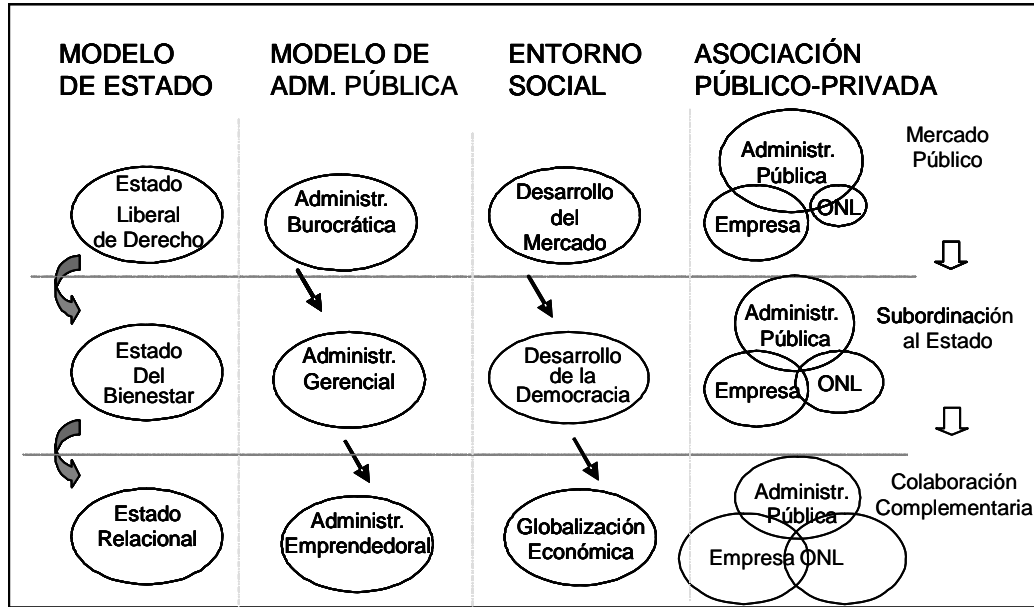 MODELO
DE ESTADO
MODELO DE
ADM. PÚBLICA
ENTORNO
SOCIAL
ASOCIACIÓN
PÚBLICO-PRIVADA
Estado
Liberal
de Derecho
Administr.
Burocrática
Desarrollo
del
Mercado
Administr.
Pública
Empresa
ONL
Mercado
Público
Estado
Del
Bienestar
Administr.
Gerencial
Desarrollo
de la
Democracia
Administr.
Pública
Empresa
ONL
Subordinación
al Estado
Estado
Relacional
Administr.
Emprendedoral
Globalización
Económica
Administr.
Pública
Empresa
ONL
Colaboración
Complementaria